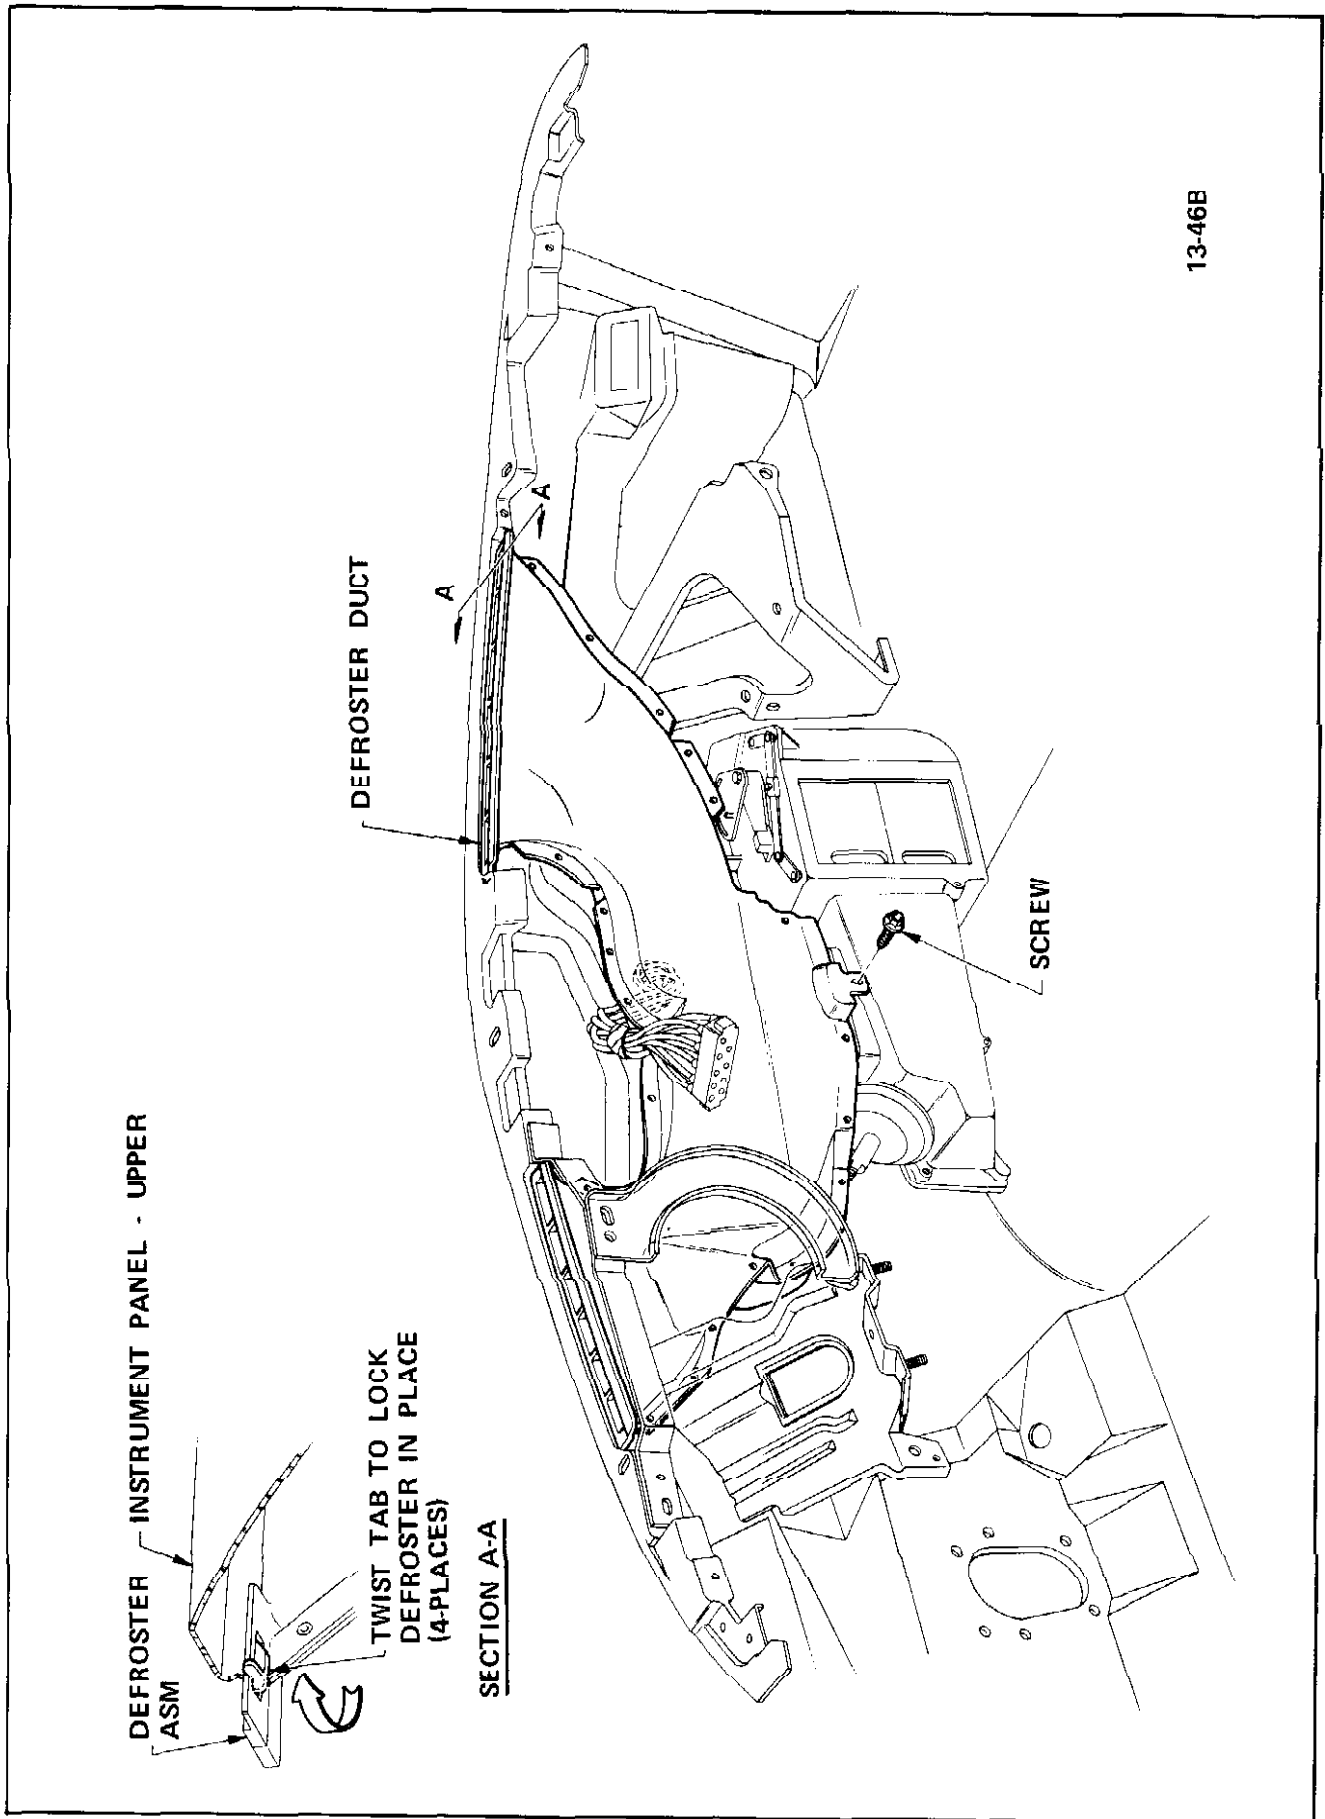 DEFROSTER ASM
INSTRUMENT PANEL - UPPER
TWIST TAB TO LOCK
DEFROSTER IN PLACE
(4-PLACES)
SECTION A-A
DEFROSTER DUCT
A
A
SCREW
13-46B